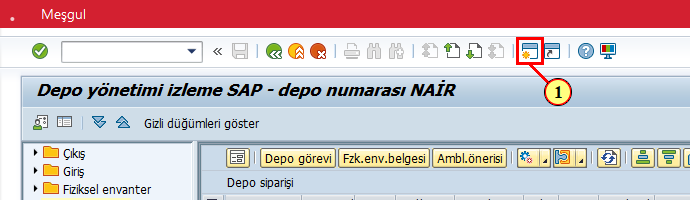 Meşgul
1
Depo yönetimi izleme SAP - depo numarası NAİR
Gizli düğümleri göster
Çıkış
Giriş
Fiziksel envanter
Depo görevi Fzk.env.belgesi Ambl.önerisi
Depo siparişi